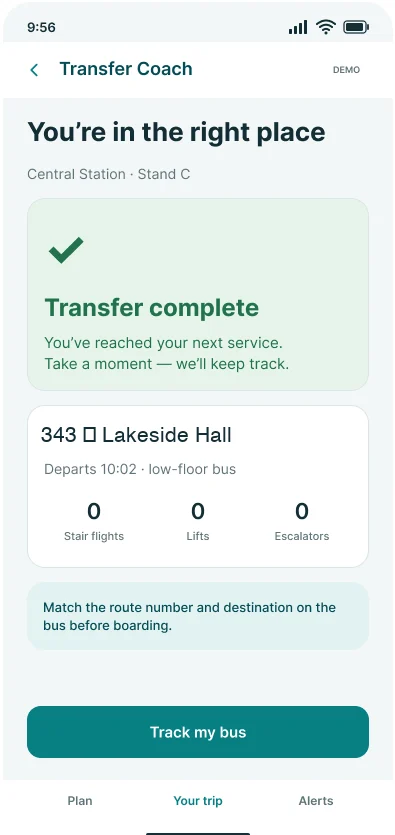 9:56
Transfer Coach
DEMO
You’re in the right place
Central Station · Stand C
Transfer complete
You’ve reached your next service.
Take a moment — we’ll keep track.
343 □ Lakeside Hall
Departs 10:02 · low-floor bus
0 0 0
Stair flights Lifts Escalators
Match the route number and destination on the
bus before boarding.
Track my bus
Plan Your trip Alerts